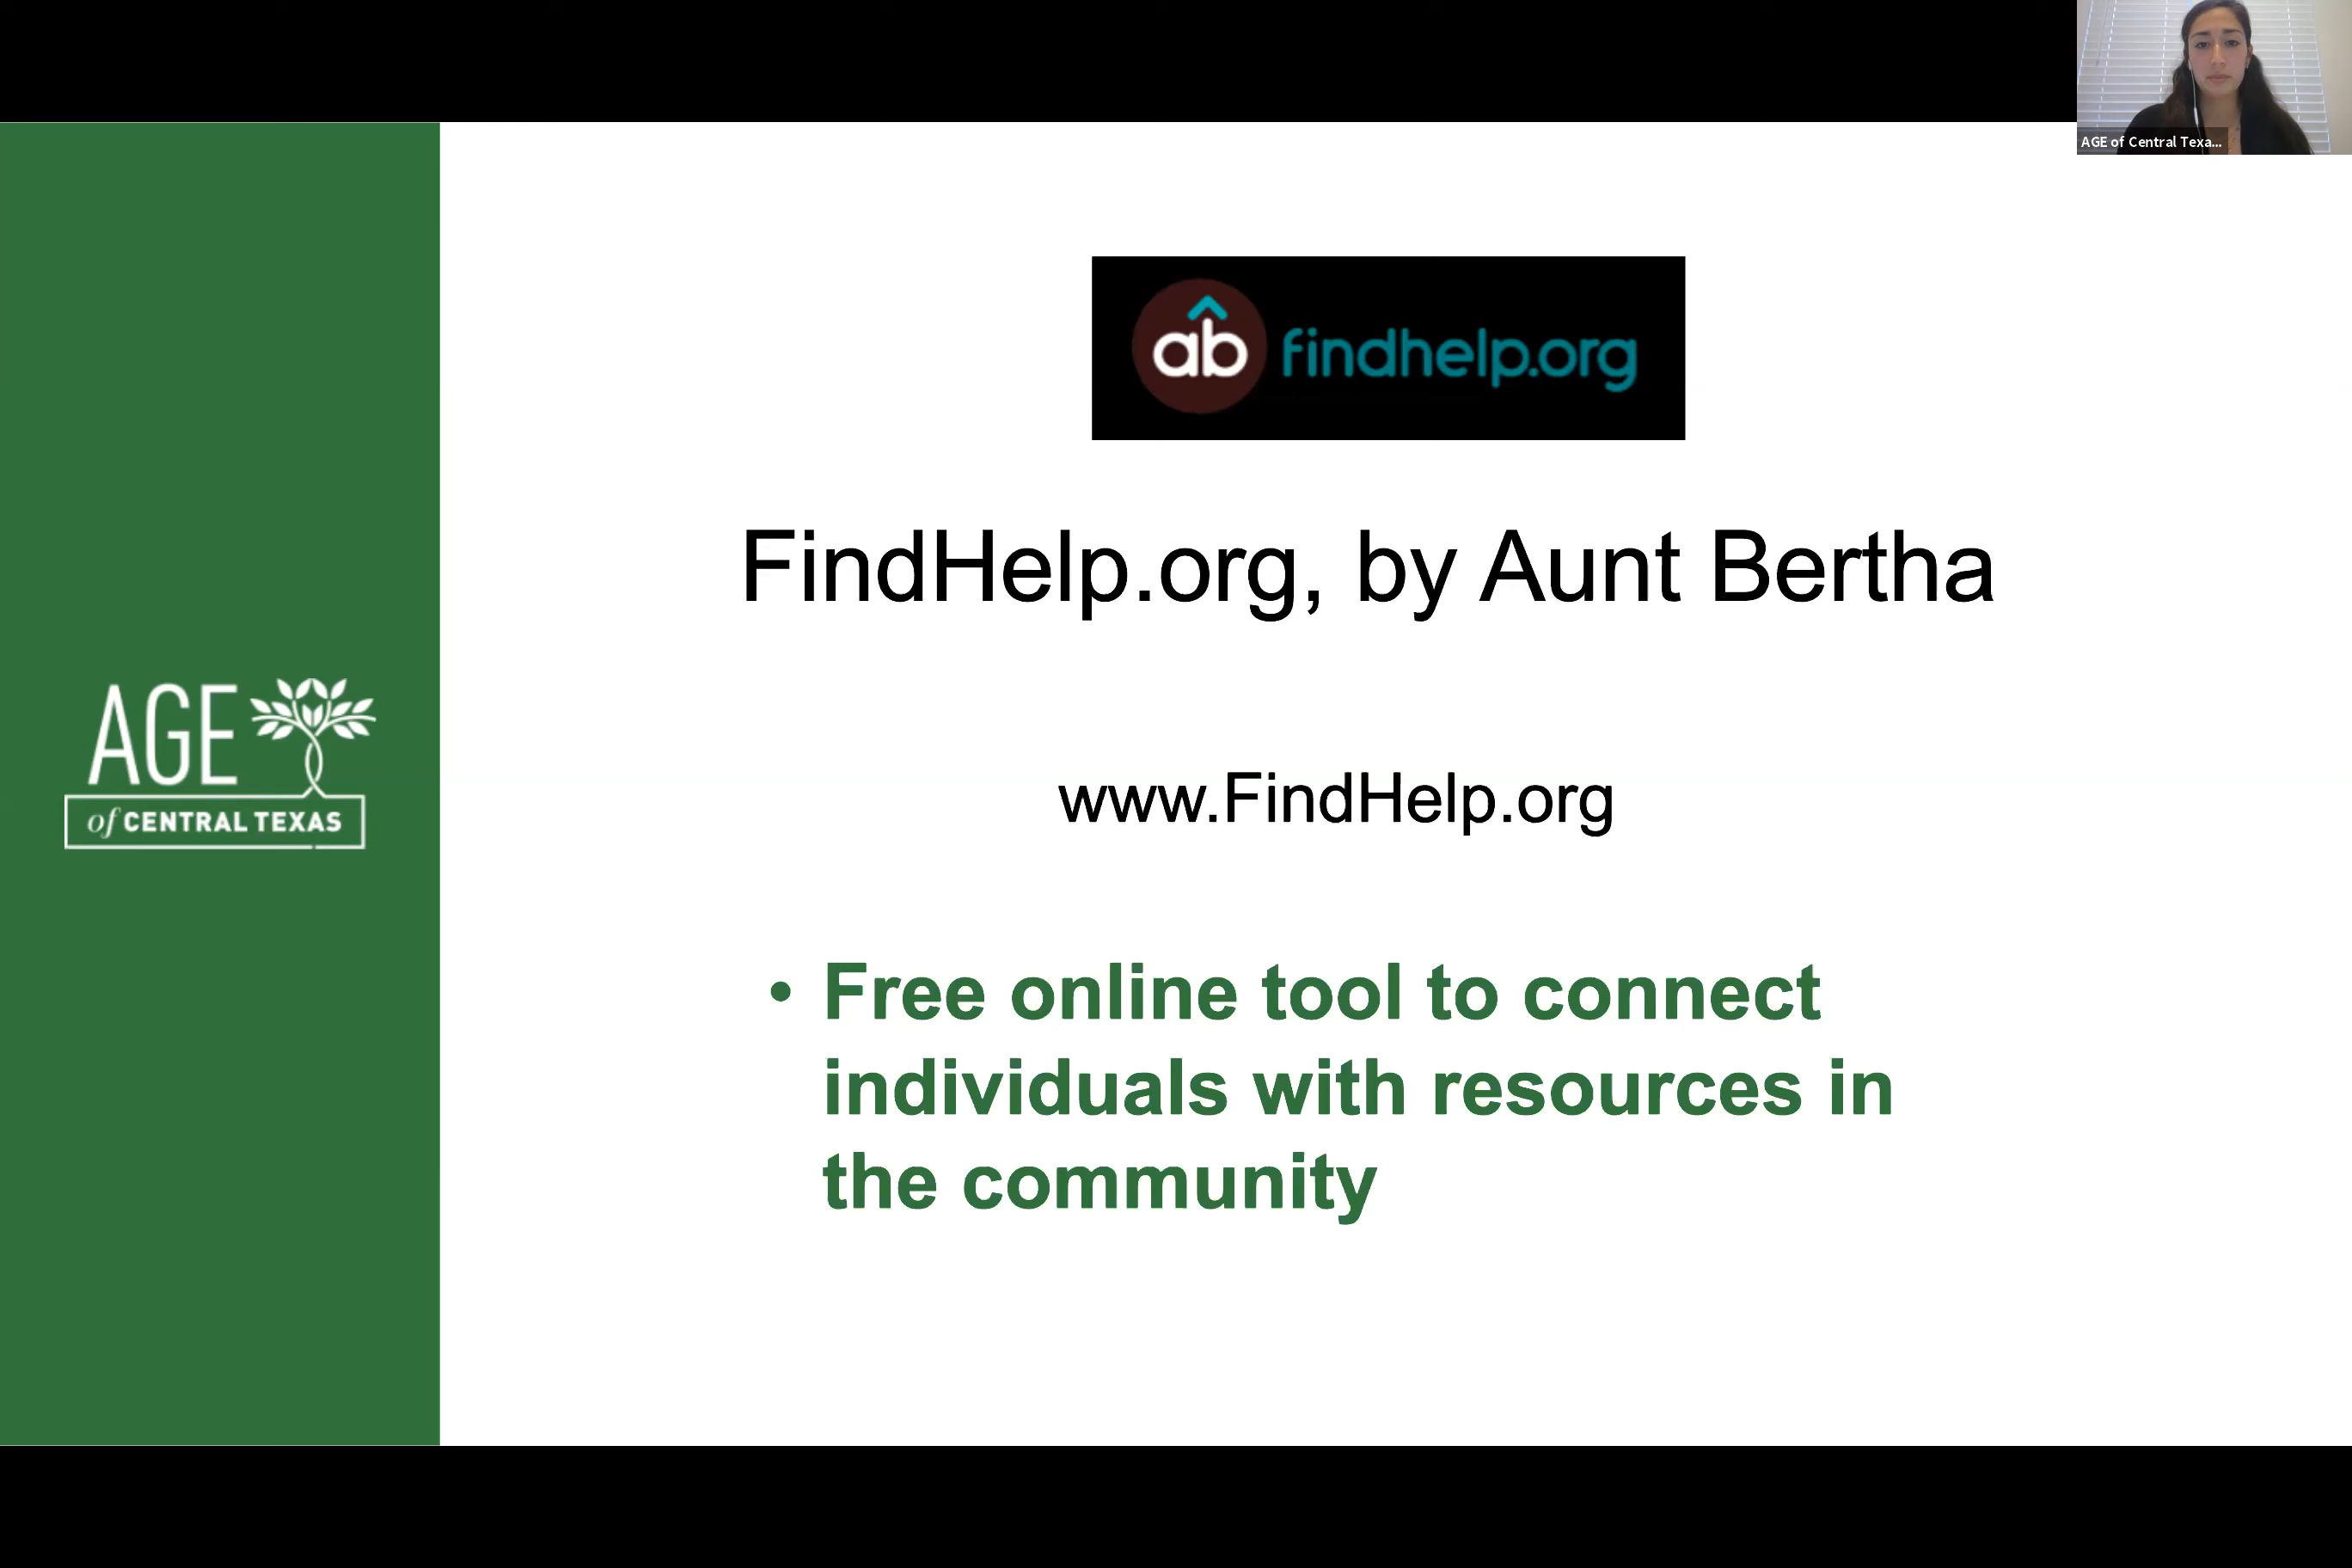 AGE of Central Texa...
ab findhelp.org
FindHelp.org, by Aunt Bertha
www.FindHelp.org
AGE
of CENTRAL TEXAS
• Free online tool to connect
individuals with resources in
the community